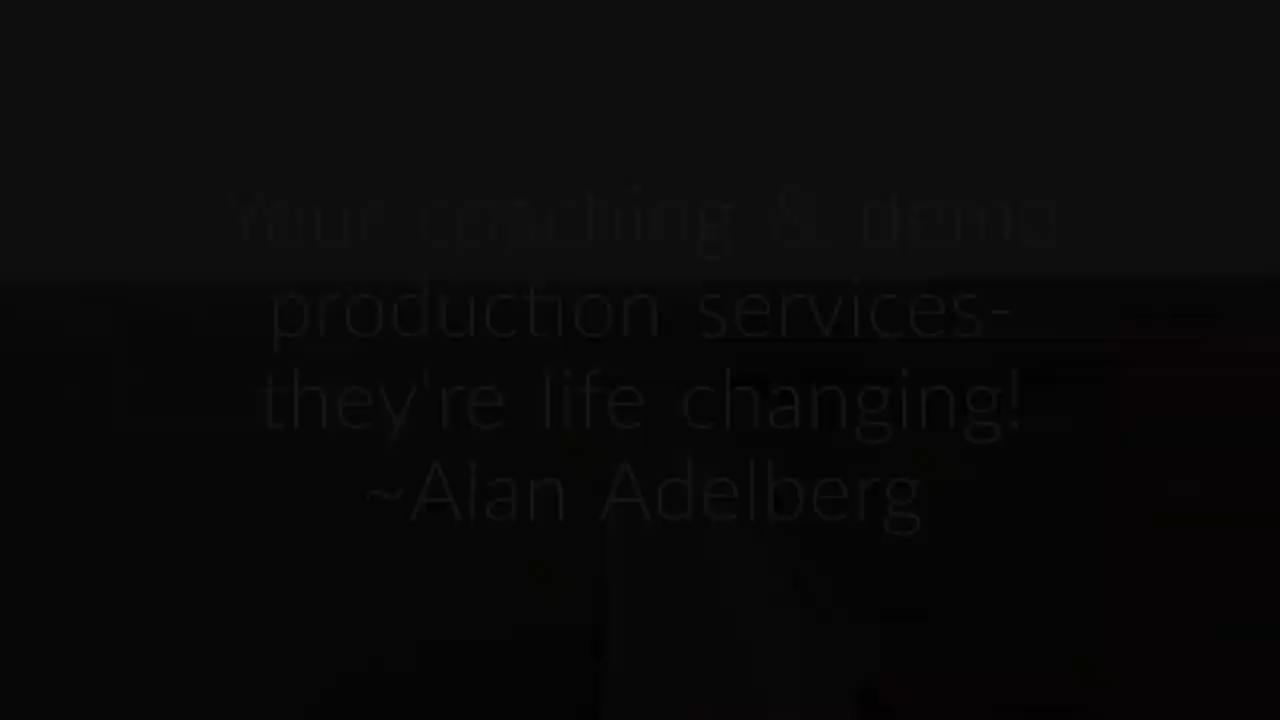 Your coaching & demo
production services-
they're life changing!
~Alan Adelberg